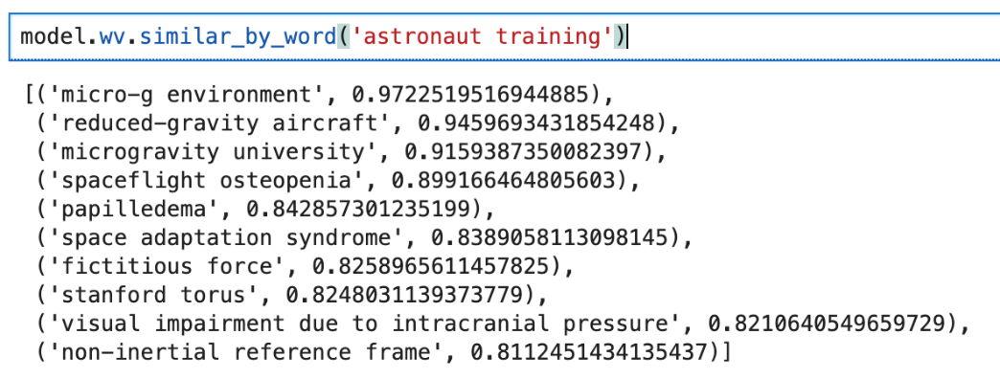 model.wv.similar_by_word('astronaut training')
[('micro-g environment', 0.9722519516944885),
('reduced-gravity aircraft', 0.9459693431854248),
('microgravity university', 0.9159387350082397),
('spaceflight osteopenia', 0.899166464805603),
('papilledema', 0.842857301235199),
('space adaptation syndrome', 0.8389058113098145),
('fictitious force', 0.8258965611457825),
('stanford torus', 0.8248031139373779),
('visual impairment due to intracranial pressure', 0.8210640549659729),
('non-inertial reference frame', 0.8112451434135437)]